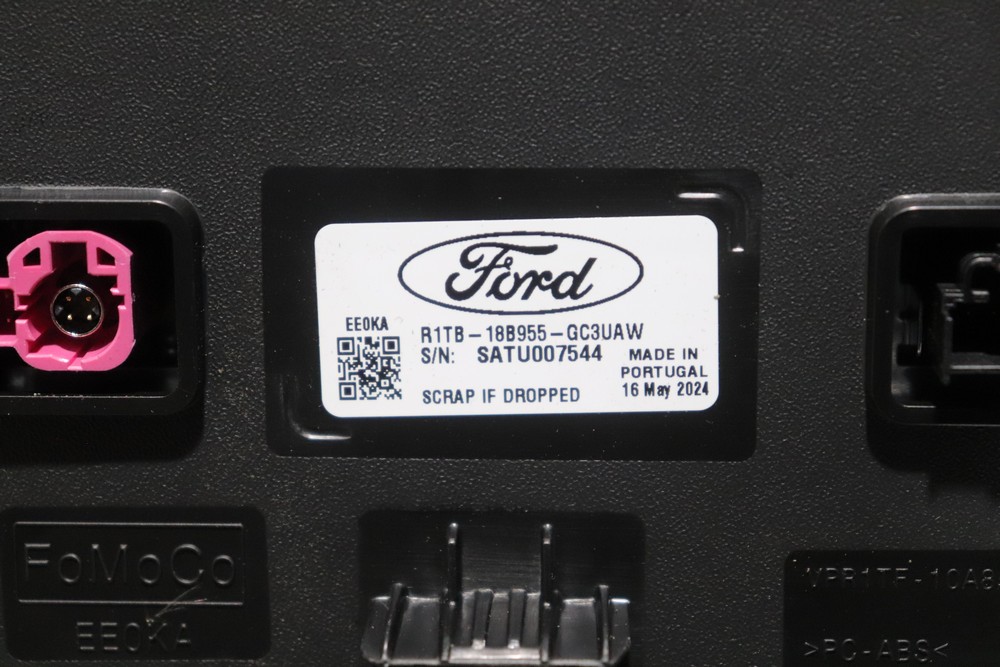 Ford
EE0KA
R1TB-18B955-GC3UAW
S/N: SATU007544
MADE IN
PORTUGAL
16 May 2024
SCRAP IF DROPPED
FoMoCo
EE0KA
>PC-ABS<